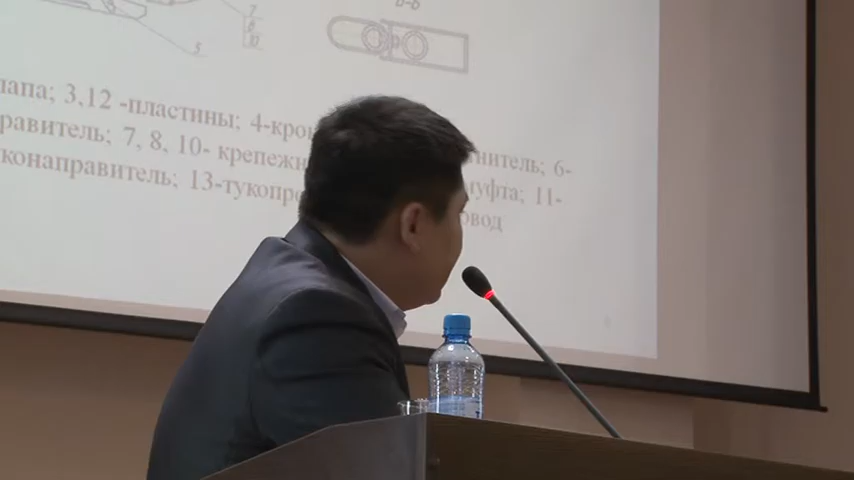 Б-Б
7
8
10
5
лапа; 3,12 -пластины; 4-крон нитель; 6-
равитель; 7, 8, 10- крепежн муфта; 11-
конаправитель; 13-тукопро овод